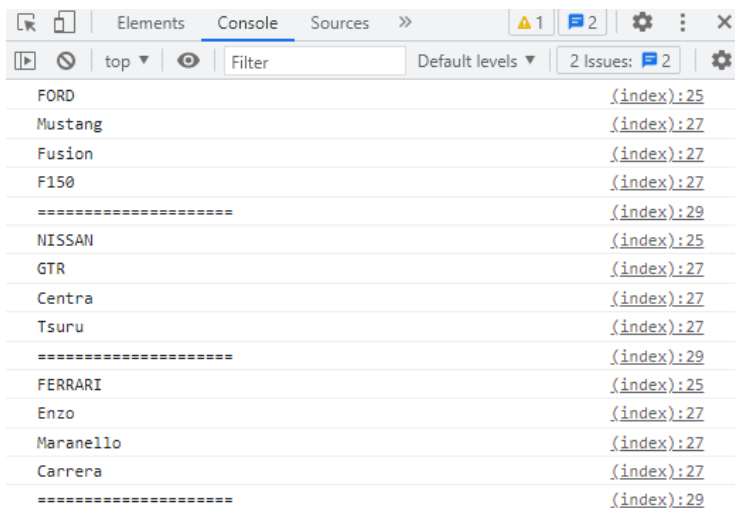 Elements Console Sources » 1 2
top ▼ Filter Default levels ▼ 2 Issues: 2
FORD (index):25
Mustang (index):27
Fusion (index):27
F150 (index):27
===================== (index):29
NISSAN (index):25
GTR (index):27
Centra (index):27
Tsuru (index):27
===================== (index):29
FERRARI (index):25
Enzo (index):27
Maranello (index):27
Carrera (index):27
===================== (index):29